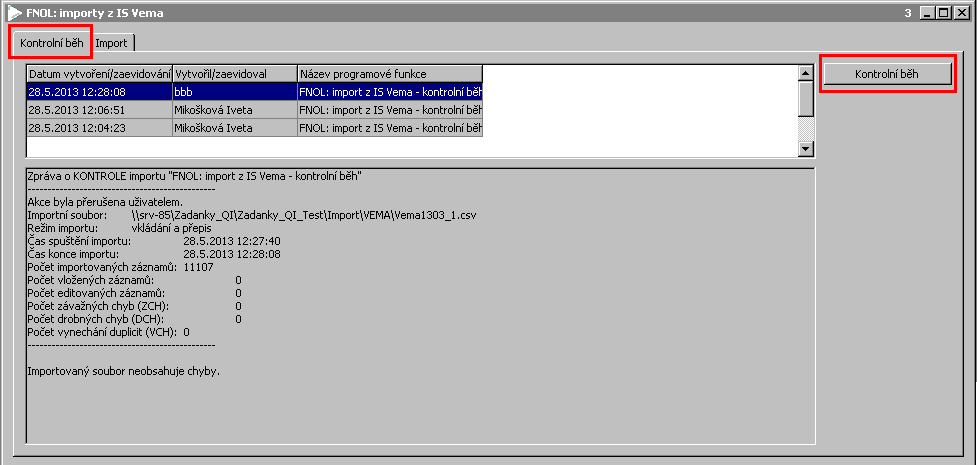 FNOL: importy z IS Vema 3
Kontrolní běh Import
Kontrolní běh
Datum vytvoření/zaevidování Vytvořil/zaevidoval Název programové funkce
28.5.2013 12:28:08 bbb FNOL: import z IS Vema - kontrolní běh
28.5.2013 12:06:51 Mikošková Iveta FNOL: import z IS Vema - kontrolní běh
28.5.2013 12:04:23 Mikošková Iveta FNOL: import z IS Vema - kontrolní běh
Zpráva o KONTROLE importu "FNOL: import z IS Vema - kontrolní běh"
-----------------------------------------------
Akce byla přerušena uživatelem.
Importní soubor: \\srv-85\Zadanky_QI\Zadanky_QI_Test\Import\VEMA\Vema1303_1.csv
Režim importu: vkládání a přepis
Čas spuštění importu: 28.5.2013 12:27:40
Čas konce importu: 28.5.2013 12:28:08
Počet importovaných záznamů: 11107
Počet vložených záznamů: 0
Počet editovaných záznamů: 0
Počet závažných chyb (ZCH): 0
Počet drobných chyb (DCH): 0
Počet vynechání duplicit (VCH): 0
-----------------------------------------------
Importovaný soubor neobsahuje chyby.